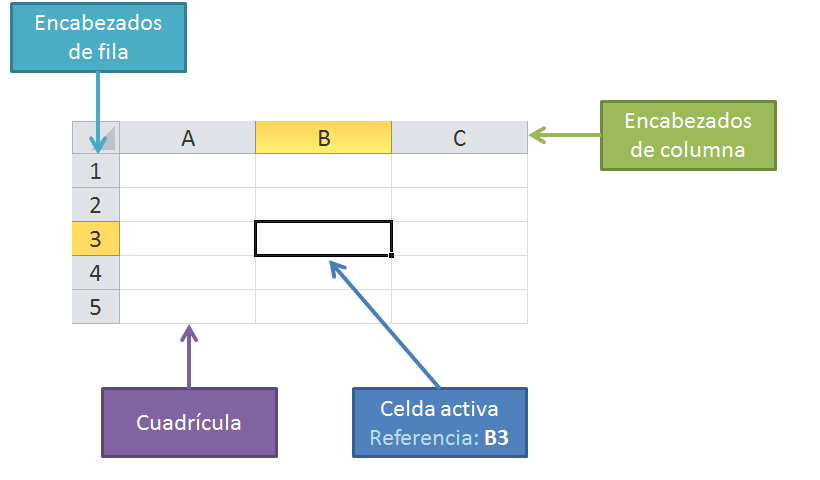 Encabezados
de fila
Encabezados
de columna
A B C
1
2
3
4
5
Cuadrícula
Celda activa
Referencia: B3